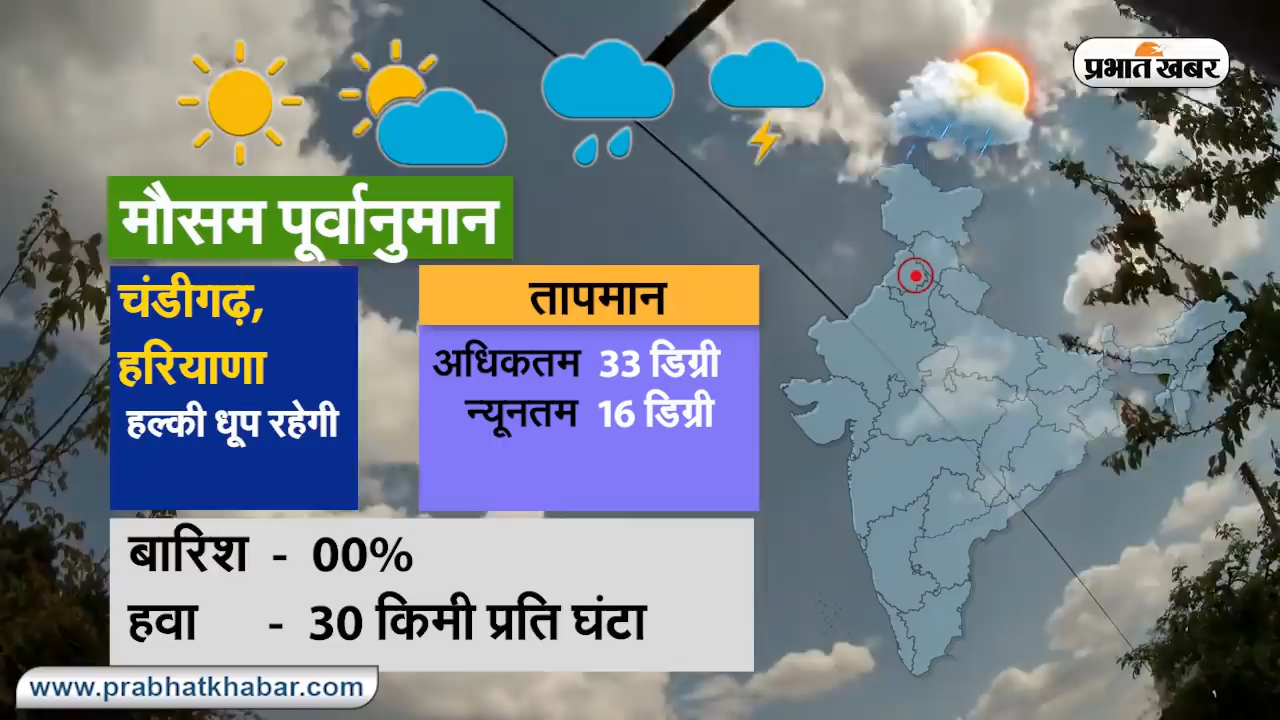 प्रभात खबर
मौसम पूर्वानुमान
चंडीगढ़,
हरियाणा
हल्की धूप रहेगी
तापमान
अधिकतम 33 डिग्री
न्यूनतम 16 डिग्री
बारिश - 00%
हवा - 30 किमी प्रति घंटा
www.prabhatkhabar.com